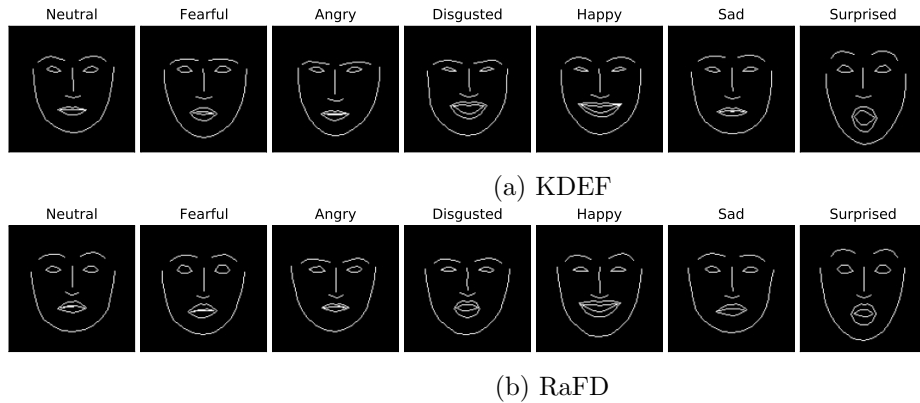 Neutral Fearful Angry Disgusted Happy Sad Surprised
(a) KDEF
Neutral Fearful Angry Disgusted Happy Sad Surprised
(b) RaFD